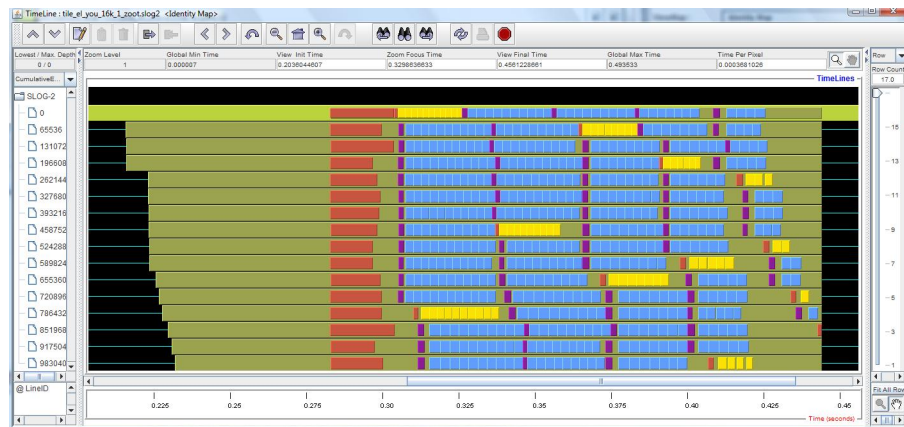 TimeLine : tile_el_you_16k_1_zoot.slog2 <Identity Map>
Lowest / Max. Depth Zoom Level Global Min Time View Init Time Zoom Focus Time View Final Time Global Max Time Time Per Pixel Row
0 / 0 1 0.000007 0.2036044607 0.3298636633 0.4561228661 0.493533 0.0003681026 Row Count
CumulativeE... TimeLines 17.0
SLOG-2
0
65536 15
131072
196608 13
262144
327680 11
393216
458752 9
524288
589824 7
655360
720896 5
786432
851968 3
917504
983040 1
@ LineID Fit All Row
0.225 0.25 0.275 0.30 0.325 0.35 0.375 0.40 0.425 0.45
Time (seconds)